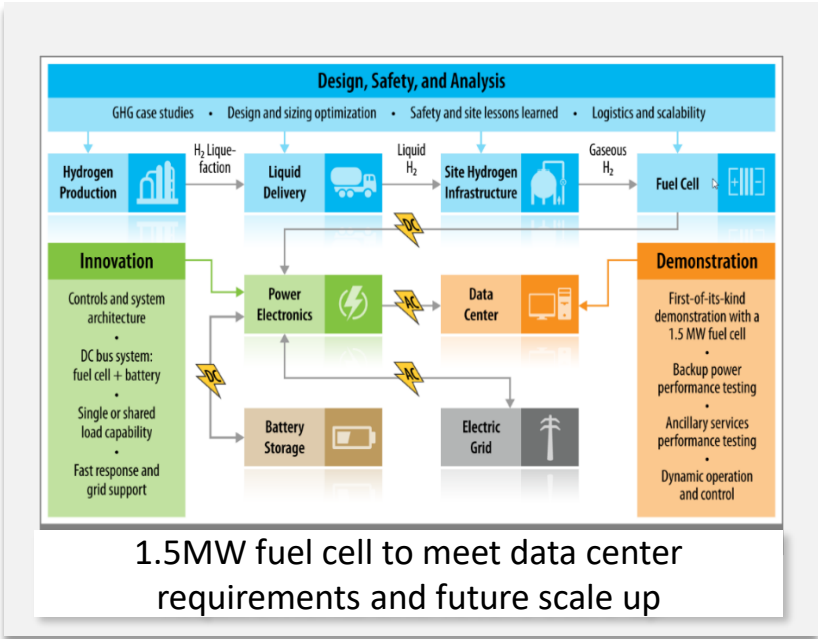 Design, Safety, and Analysis
GHG case studies • Design and sizing optimization • Safety and site lessons learned • Logistics and scalability
Hydrogen
Production
H₂ Lique-
faction
Liquid
Delivery
Liquid
H₂
Site Hydrogen
Infrastructure
Gaseous
H₂
Fuel Cell
DC
Innovation
Controls and system
architecture
•
DC bus system:
fuel cell + battery
•
Single or shared
load capability
•
Fast response and
grid support
Power
Electronics
AC
Data
Center
DC
AC
Battery
Storage
Electric
Grid
Demonstration
First-of-its-kind
demonstration with a
1.5 MW fuel cell
•
Backup power
performance testing
•
Ancillary services
performance testing
•
Dynamic operation
and control
1.5MW fuel cell to meet data center
requirements and future scale up